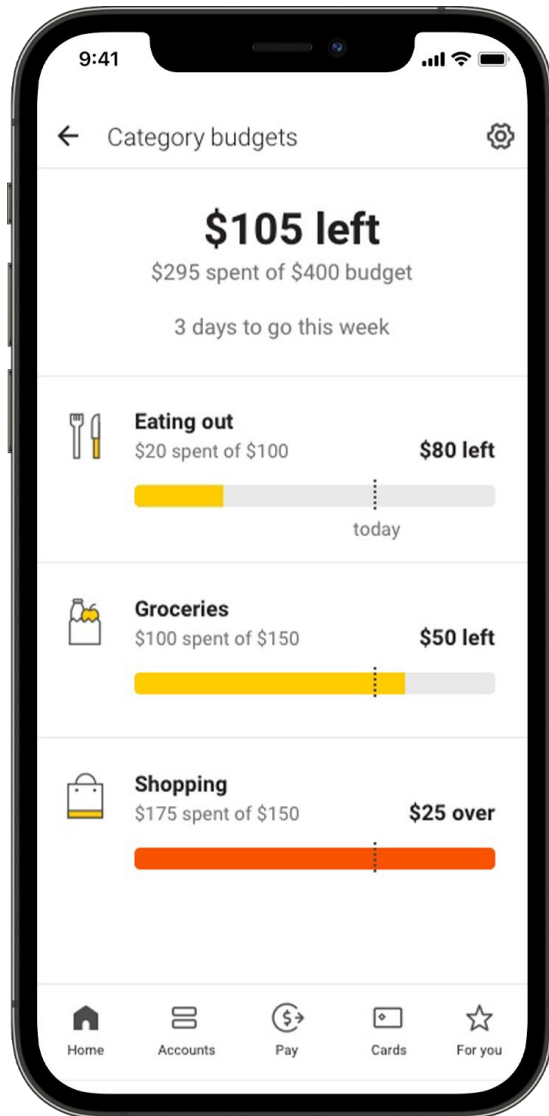 9:41
Category budgets
$105 left
$295 spent of $400 budget
3 days to go this week
Eating out
$20 spent of $100
$80 left
today
Groceries
$100 spent of $150
$50 left
Shopping
$175 spent of $150
$25 over
$
Home
Accounts
Pay
Cards
For you